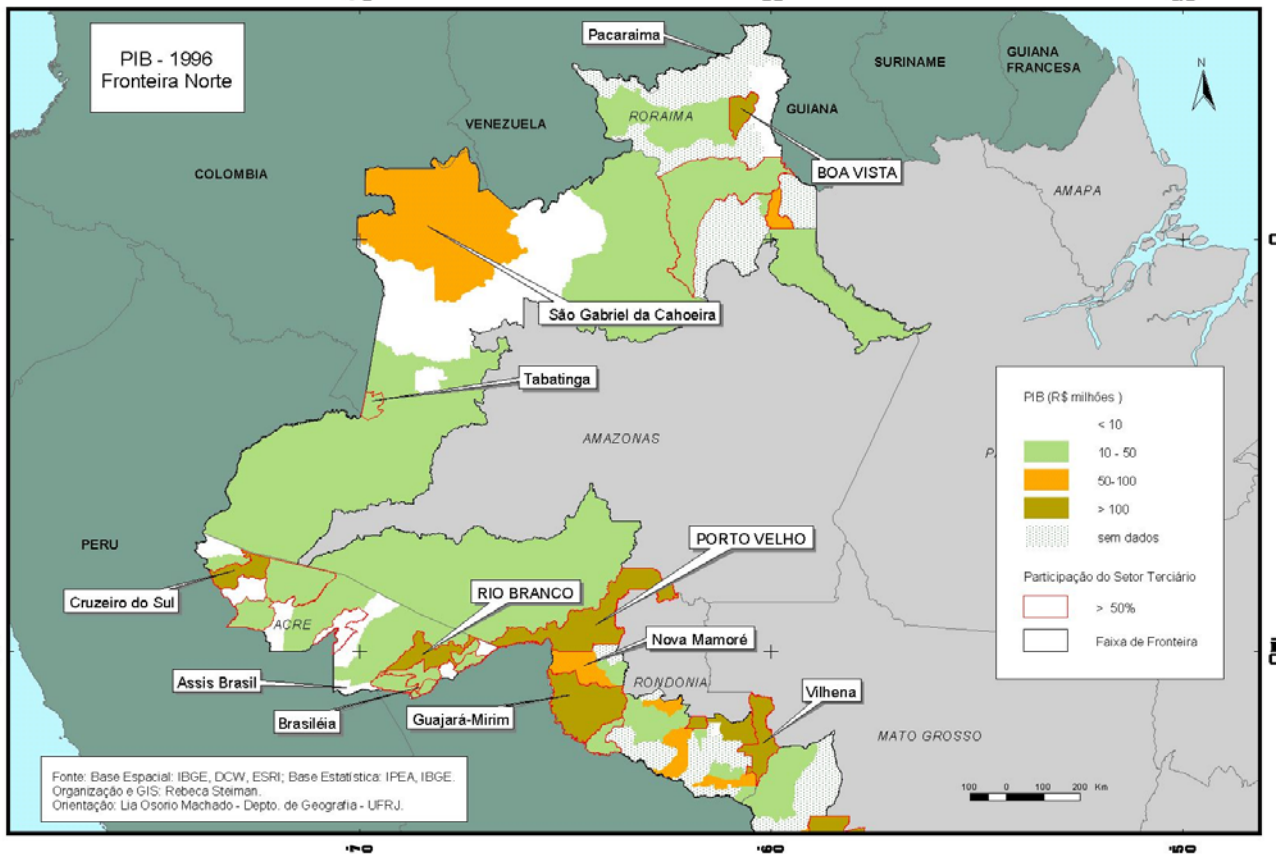 PIB - 1996
Fronteira Norte
Pacaraima
SURINAME
GUIANA
FRANCESA
N
GUIANA
VENEZUELA
RORAIMA
COLOMBIA
BOA VISTA
AMAPA
São Gabriel da Cahoeira
Tabatinga
AMAZONAS
PERU
Cruzeiro do Sul
ACRE
RIO BRANCO
PORTO VELHO
Nova Mamoré
Assis Brasil
Brasiléia
Guajará-Mirim
RONDONIA
Vilhena
MATO GROSSO
PIB (R$ milhões )
< 10
10 - 50
50-100
> 100
sem dados
Participação do Setor Terciário
> 50%
Faixa de Fronteira
100 0 100 200 Km
Fonte: Base Espacial: IBGE, DCW, ESRI; Base Estatística: IPEA, IBGE.
Organização e GIS: Rebeca Steiman.
Orientação: Lia Osorio Machado - Depto. de Geografia - UFRJ.